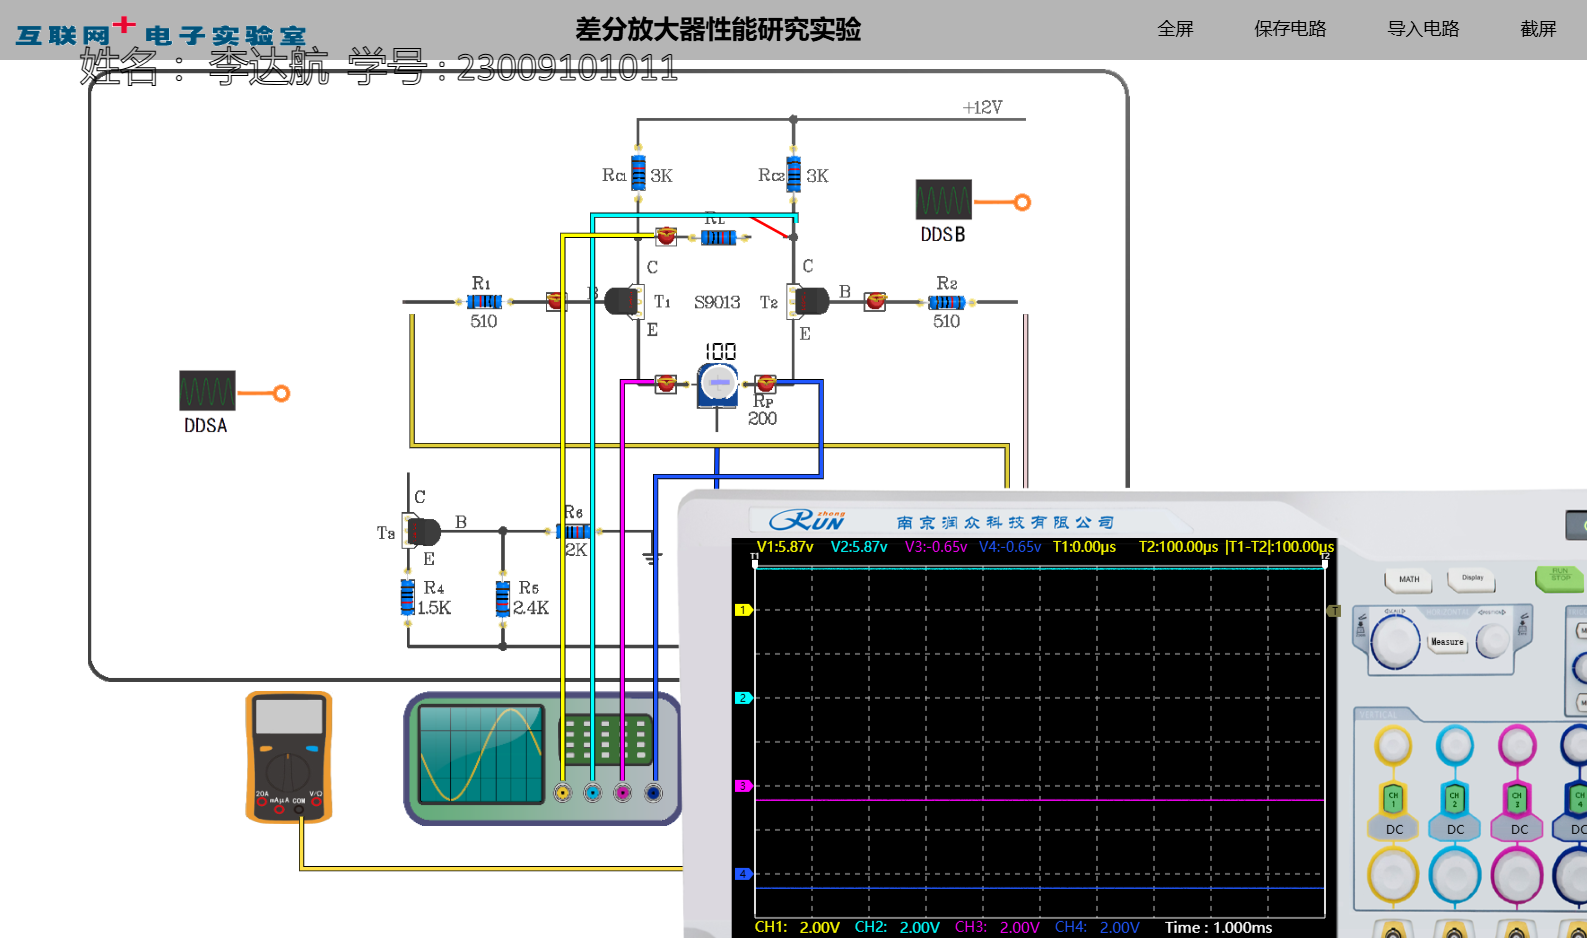 互联网+电子实验室
差分放大器性能研究实验
全屏 保存电路 导入电路 截屏
姓名： 李达航 学号 : 23009101011
+12V
RC1 3K RC2 3K
RL
DDSB
C C
R1 B T1 S9013 T2 B R2
510 E E 510
100
RP
200
DDSA
C
T3 B R6
E 2K
R4 R5
1.5K 2.4K
20A mAμA COM V/Ω
RUN zhong
南京润众科技有限公司
V1:5.87v V2:5.87v V3:-0.65v V4:-0.65v T1:0.00μs T2:100.00μs |T1-T2|:100.00μs
T1 T2
1 T
2
3
4
CH1: 2.00V CH2: 2.00V CH3: 2.00V CH4: 2.00V Time : 1.000ms
MATH Display RUN STOP
HORIZONTAL
Measure
VERTICAL
CH 1 CH 2 CH 3 CH 4
DC DC DC DC